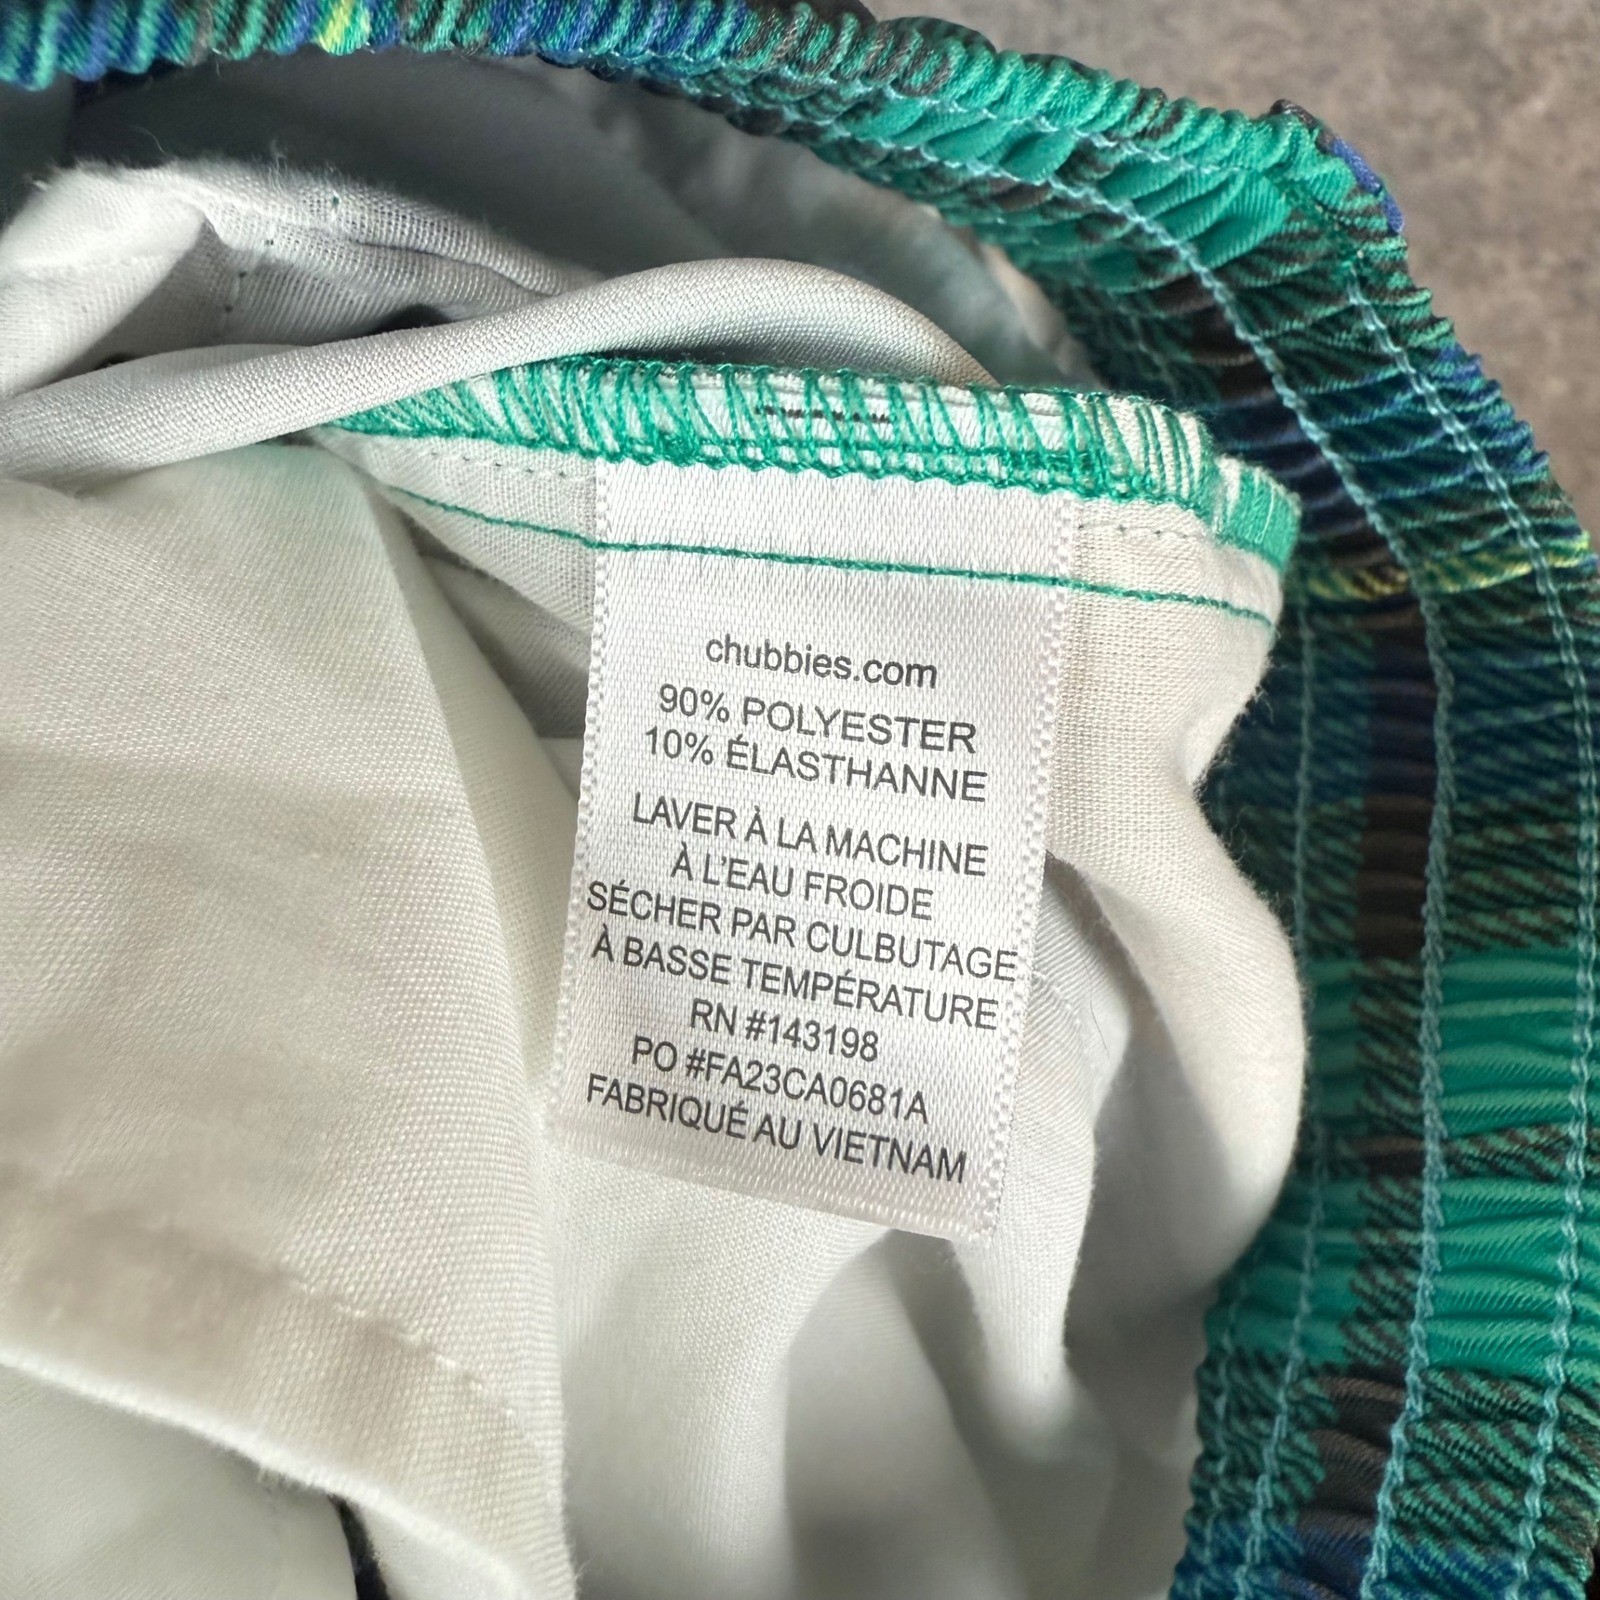 chubbies.com
90% POLYESTER
10% ÉLASTHANNE
LAVER À LA MACHINE
À L'EAU FROIDE
SÉCHER PAR CULBUTAGE
À BASSE TEMPÉRATURE
RN #143198
PO #FA23CA0681A
FABRIQUÉ AU VIETNAM